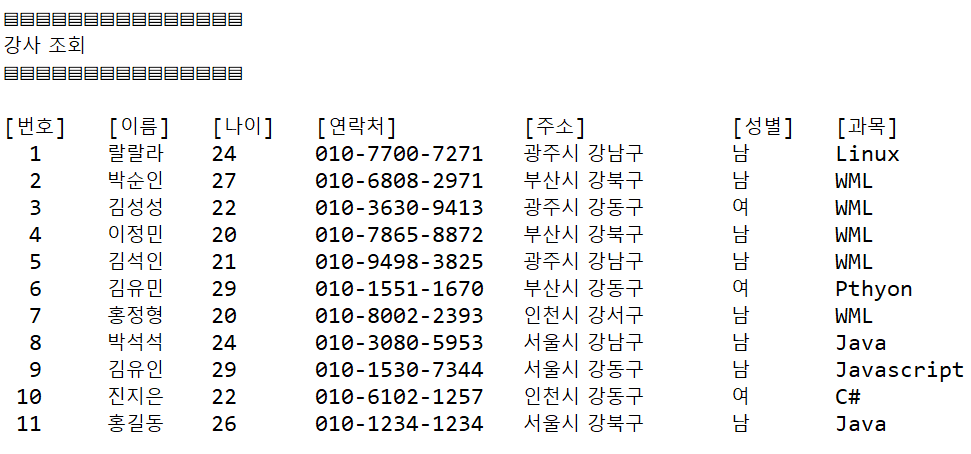 ▤▤▤▤▤▤▤▤▤▤▤▤▤▤▤
강사 조회
▤▤▤▤▤▤▤▤▤▤▤▤▤▤▤
[번호] [이름] [나이] [연락처] [주소] [성별] [과목]
1 랄랄라 24 010-7700-7271 광주시 강남구 남 Linux
2 박순인 27 010-6808-2971 부산시 강북구 남 WML
3 김성성 22 010-3630-9413 광주시 강동구 여 WML
4 이정민 20 010-7865-8872 부산시 강북구 남 WML
5 김석인 21 010-9498-3825 광주시 강남구 남 WML
6 김유민 29 010-1551-1670 부산시 강동구 여 Pthyon
7 홍정형 20 010-8002-2393 인천시 강서구 남 WML
8 박석석 24 010-3080-5953 서울시 강남구 남 Java
9 김유인 29 010-1530-7344 서울시 강동구 남 Javascript
10 진지은 22 010-6102-1257 인천시 강동구 여 C#
11 홍길동 26 010-1234-1234 서울시 강북구 남 Java